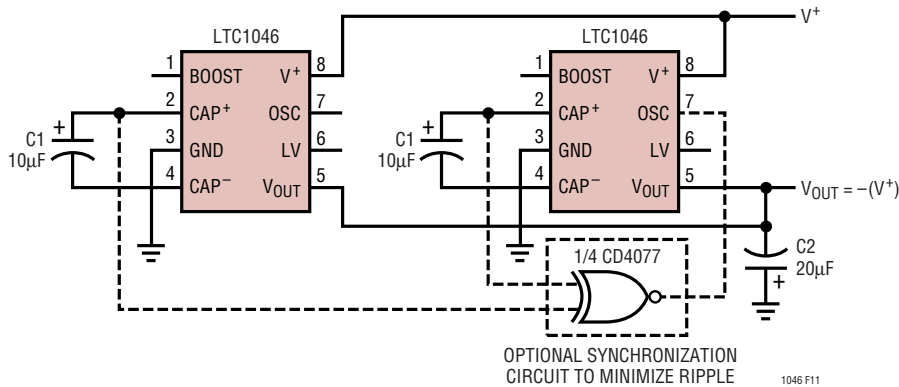 V+
LTC1046
LTC1046
1 BOOST V+ 8
2 CAP+ OSC 7
3 GND LV 6
4 CAP− VOUT 5
C1
10µF
+
1 BOOST V+ 8
2 CAP+ OSC 7
3 GND LV 6
4 CAP− VOUT 5
C1
10µF
+
VOUT = −(V+)
C2
20µF
+
1/4 CD4077
OPTIONAL SYNCHRONIZATION
CIRCUIT TO MINIMIZE RIPPLE
1046 F11